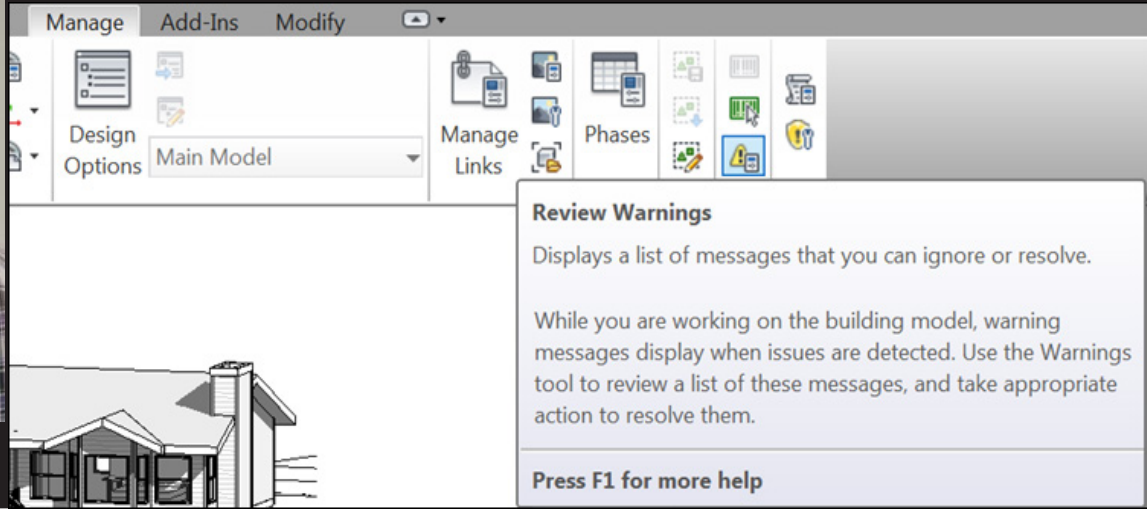 Manage Add-Ins Modify
Design
Options
Main Model
Manage
Links
Phases
Review Warnings
Displays a list of messages that you can ignore or resolve.
While you are working on the building model, warning
messages display when issues are detected. Use the Warnings
tool to review a list of these messages, and take appropriate
action to resolve them.
Press F1 for more help